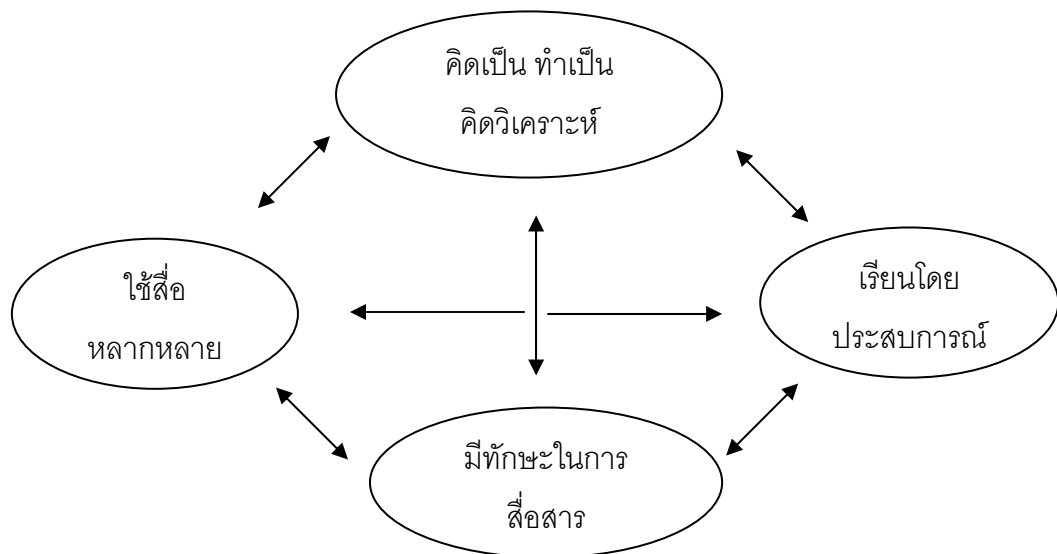 คิดเป็น ทำเป็น
คิดวิเคราะห์
ใช้สื่อ
หลากหลาย
เรียนโดย
ประสบการณ์
มีทักษะในการ
สื่อสาร